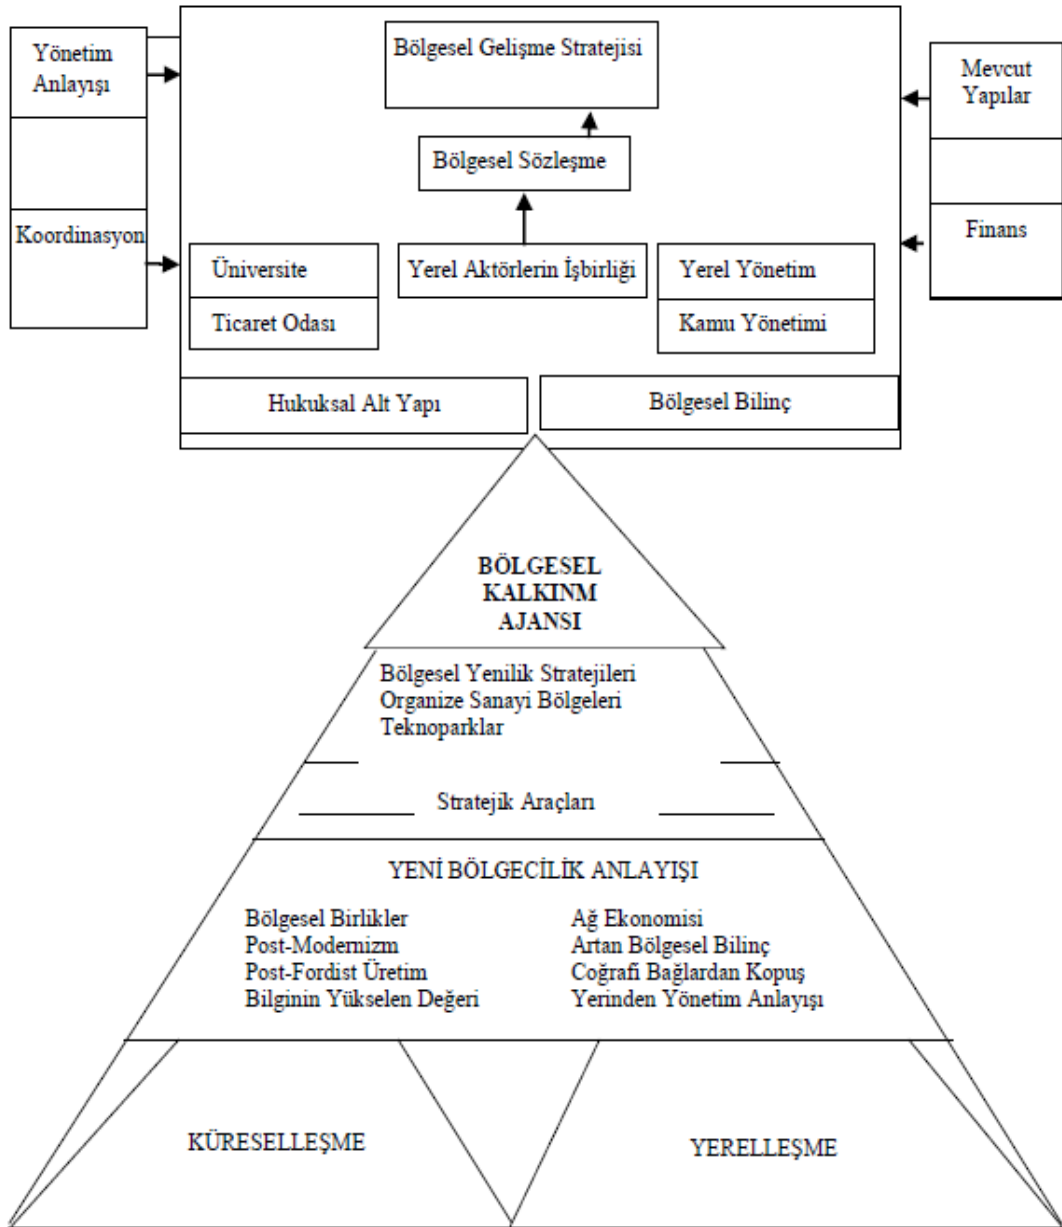 Yönetim
Anlayışı
Koordinasyon
Bölgesel Gelişme Stratejisi
Bölgesel Sözleşme
Üniversite
Ticaret Odası
Yerel Aktörlerin İşbirliği
Yerel Yönetim
Kamu Yönetimi
Mevcut
Yapılar
Finans
Hukuksal Alt Yapı
Bölgesel Bilinç
BÖLGESEL
KALKINM
AJANSI
Bölgesel Yenilik Stratejileri
Organize Sanayi Bölgeleri
Teknoparklar
Stratejik Araçları
YENİ BÖLGECİLİK ANLAYIŞI
Bölgesel Birlikler
Post-Modernizm
Post-Fordist Üretim
Bilginin Yükselen Değeri
Ağ Ekonomisi
Artan Bölgesel Bilinç
Coğrafi Bağlardan Kopuş
Yerinden Yönetim Anlayışı
KÜRESELLEŞME
YERELLEŞME